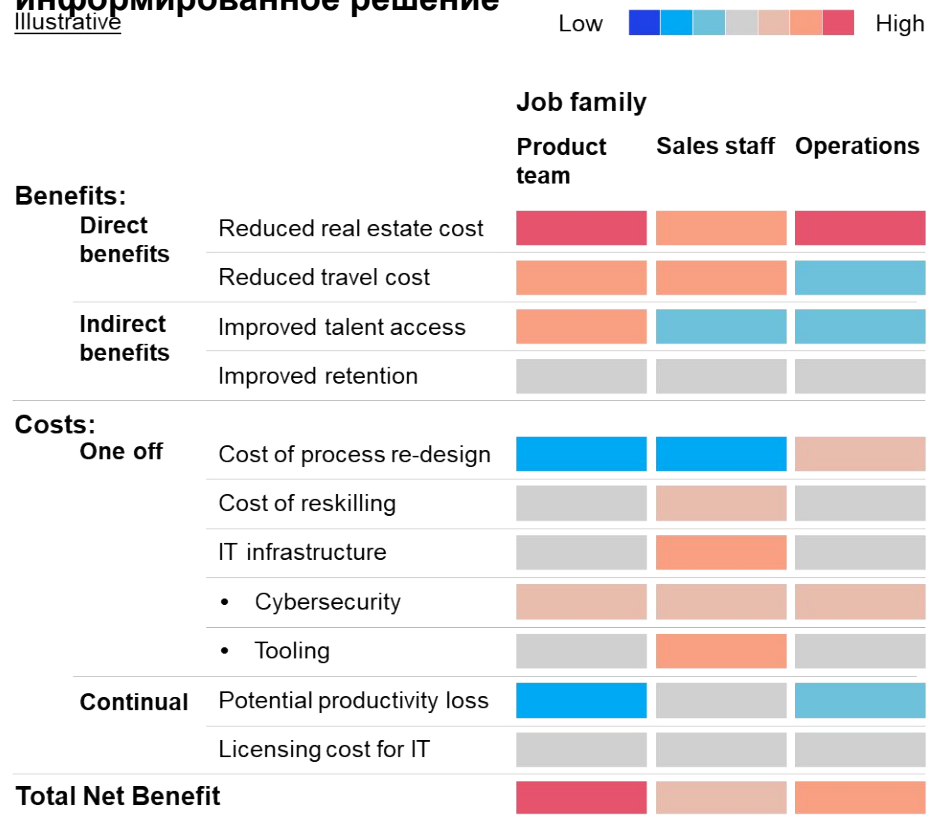 информированное решение
Illustrative
Low High
Job family
Product Sales staff Operations
team
Benefits:
Direct benefits Reduced real estate cost
Reduced travel cost
Indirect benefits Improved talent access
Improved retention
Costs:
One off Cost of process re-design
Cost of reskilling
IT infrastructure
• Cybersecurity
• Tooling
Continual Potential productivity loss
Licensing cost for IT
Total Net Benefit